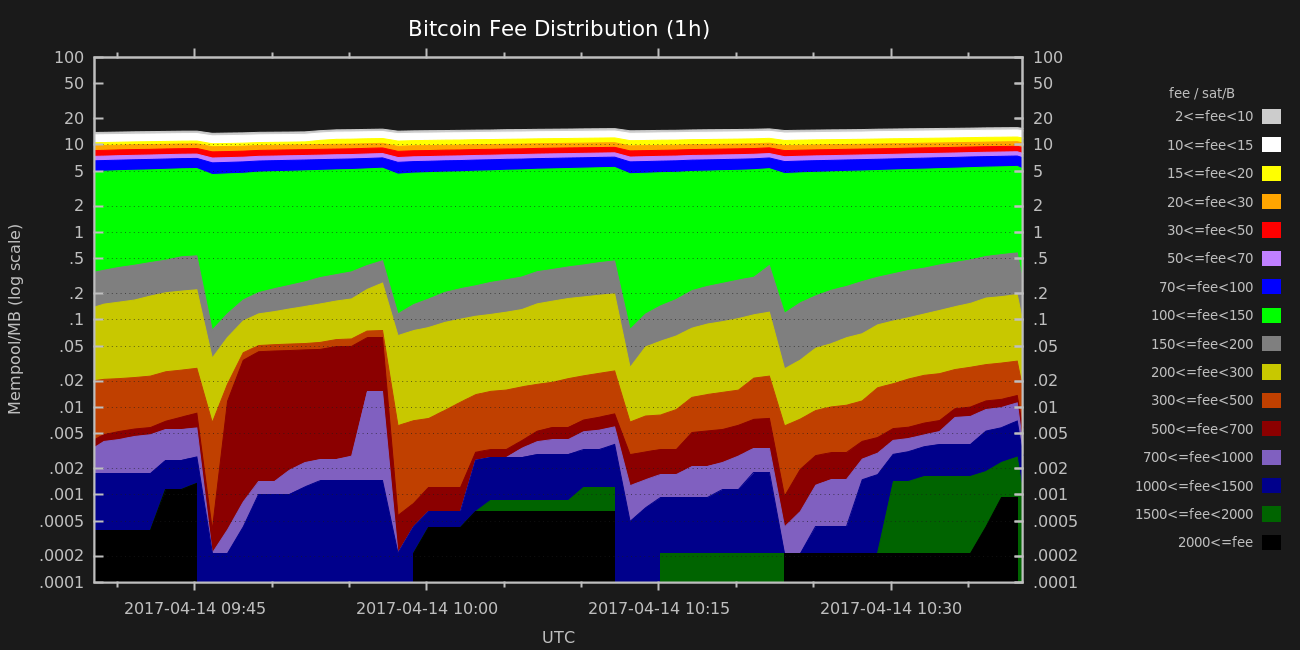 Bitcoin Fee Distribution (1h)
Mempool/MB (log scale)
100
50
20
10
5
2
1
.5
.2
.1
.05
.02
.01
.005
.002
.001
.0005
.0002
.0001
100
50
20
10
5
2
1
.5
.2
.1
.05
.02
.01
.005
.002
.001
.0005
.0002
.0001
2017-04-14 09:45 2017-04-14 10:00 2017-04-14 10:15 2017-04-14 10:30
UTC
fee / sat/B
2<=fee<10
10<=fee<15
15<=fee<20
20<=fee<30
30<=fee<50
50<=fee<70
70<=fee<100
100<=fee<150
150<=fee<200
200<=fee<300
300<=fee<500
500<=fee<700
700<=fee<1000
1000<=fee<1500
1500<=fee<2000
2000<=fee